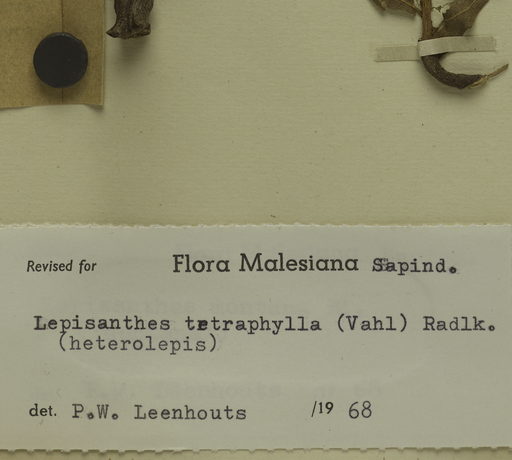 Revised for Flora Malesiana Sapind.
Lepisanthes tetraphylla (Vahl) Radlk.
(heterolepis)
det. P.W. Leenhouts /19 68